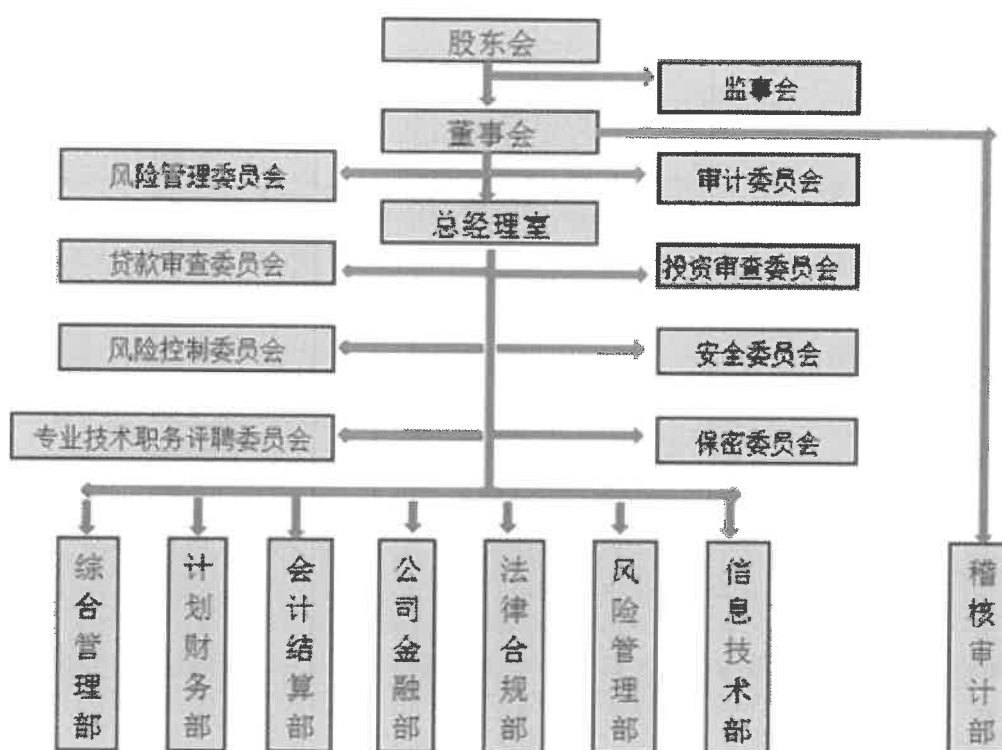 股东会
监事会
董事会
风险管理委员会
审计委员会
总经理室
贷款审查委员会
投资审查委员会
风险控制委员会
安全委员会
专业技术职务评聘委员会
保密委员会
综合管理部
计划财务部
会计结算部
公司金融部
法律合规部
风险管理部
信息技术部
稽核审计部